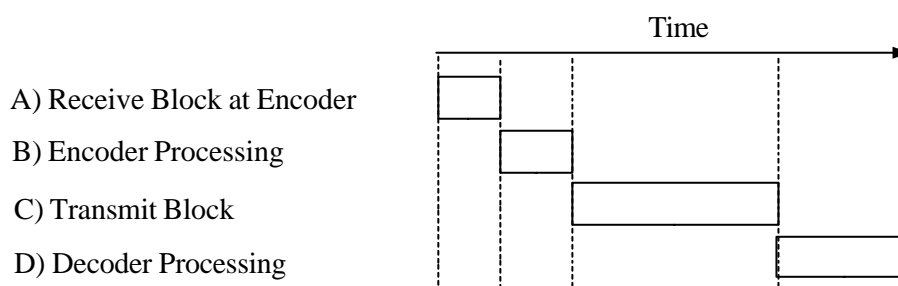 Time
A) Receive Block at Encoder
B) Encoder Processing
C) Transmit Block
D) Decoder Processing